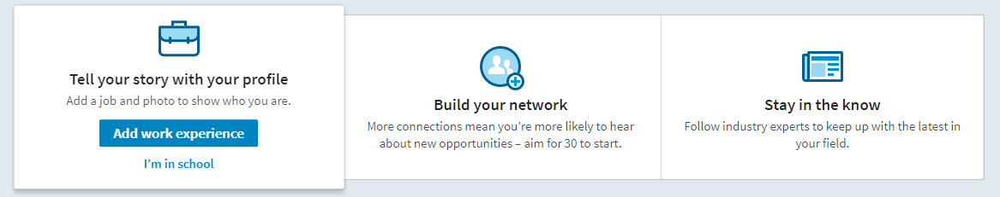 Tell your story with your profile
Add a job and photo to show who you are.
Add work experience
I'm in school
Build your network
More connections mean you're more likely to hear
about new opportunities – aim for 30 to start.
Stay in the know
Follow industry experts to keep up with the latest in
your field.